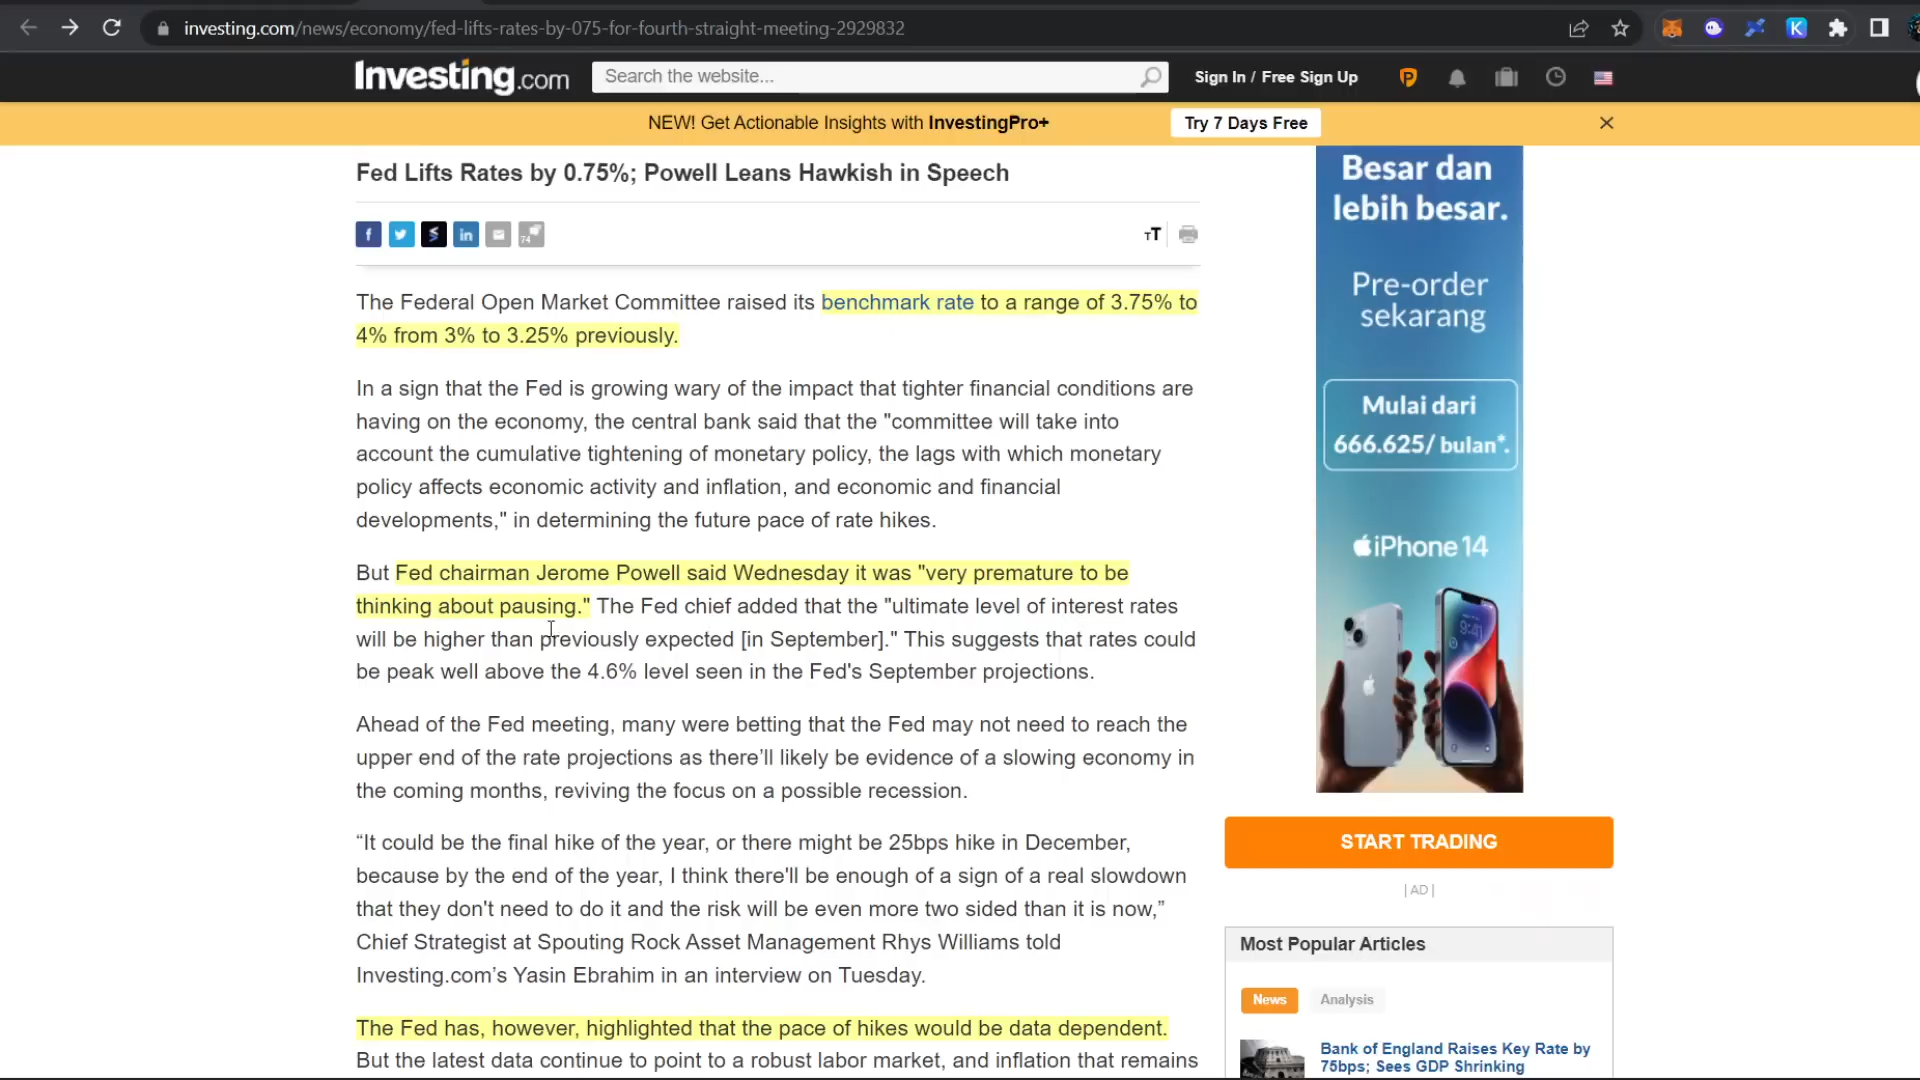 investing.com/news/economy/fed-lifts-rates-by-075-for-fourth-straight-meeting-2929832
Investing.com
Search the website...
Sign In / Free Sign Up
NEW! Get Actionable Insights with InvestingPro+
Try 7 Days Free
Fed Lifts Rates by 0.75%; Powell Leans Hawkish in Speech
74
The Federal Open Market Committee raised its benchmark rate to a range of 3.75% to
4% from 3% to 3.25% previously.
In a sign that the Fed is growing wary of the impact that tighter financial conditions are
having on the economy, the central bank said that the "committee will take into
account the cumulative tightening of monetary policy, the lags with which monetary
policy affects economic activity and inflation, and economic and financial
developments," in determining the future pace of rate hikes.
But Fed chairman Jerome Powell said Wednesday it was "very premature to be
thinking about pausing." The Fed chief added that the "ultimate level of interest rates
will be higher than previously expected [in September]." This suggests that rates could
be peak well above the 4.6% level seen in the Fed's September projections.
Ahead of the Fed meeting, many were betting that the Fed may not need to reach the
upper end of the rate projections as there’ll likely be evidence of a slowing economy in
the coming months, reviving the focus on a possible recession.
“It could be the final hike of the year, or there might be 25bps hike in December,
because by the end of the year, I think there'll be enough of a sign of a real slowdown
that they don't need to do it and the risk will be even more two sided than it is now,”
Chief Strategist at Spouting Rock Asset Management Rhys Williams told
Investing.com’s Yasin Ebrahim in an interview on Tuesday.
The Fed has, however, highlighted that the pace of hikes would be data dependent.
But the latest data continue to point to a robust labor market, and inflation that remains
Besar dan
lebih besar.
Pre-order
sekarang
Mulai dari
666.625/ bulan*.
iPhone 14
9:41
START TRADING
| AD |
Most Popular Articles
News
Analysis
Bank of England Raises Key Rate by
75bps; Sees GDP Shrinking